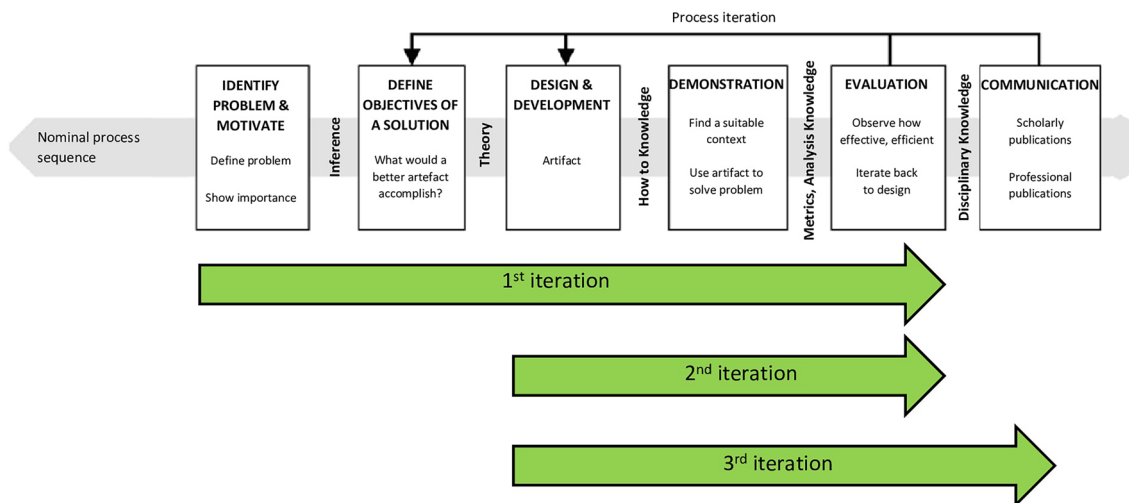 Process iteration
Nominal process
sequence
IDENTIFY
PROBLEM &
MOTIVATE
Define problem
Show importance
Inference
DEFINE
OBJECTIVES OF
A SOLUTION
What would a
better artefact
accomplish?
Theory
DESIGN &
DEVELOPMENT
Artifact
How to Knowledge
DEMONSTRATION
Find a suitable
context
Use artifact to
solve problem
Metrics, Analysis Knowledge
EVALUATION
Observe how
effective, efficient
Iterate back
to design
Disciplinary Knowledge
COMMUNICATION
Scholarly
publications
Professional
publications
1st iteration
2nd iteration
3rd iteration